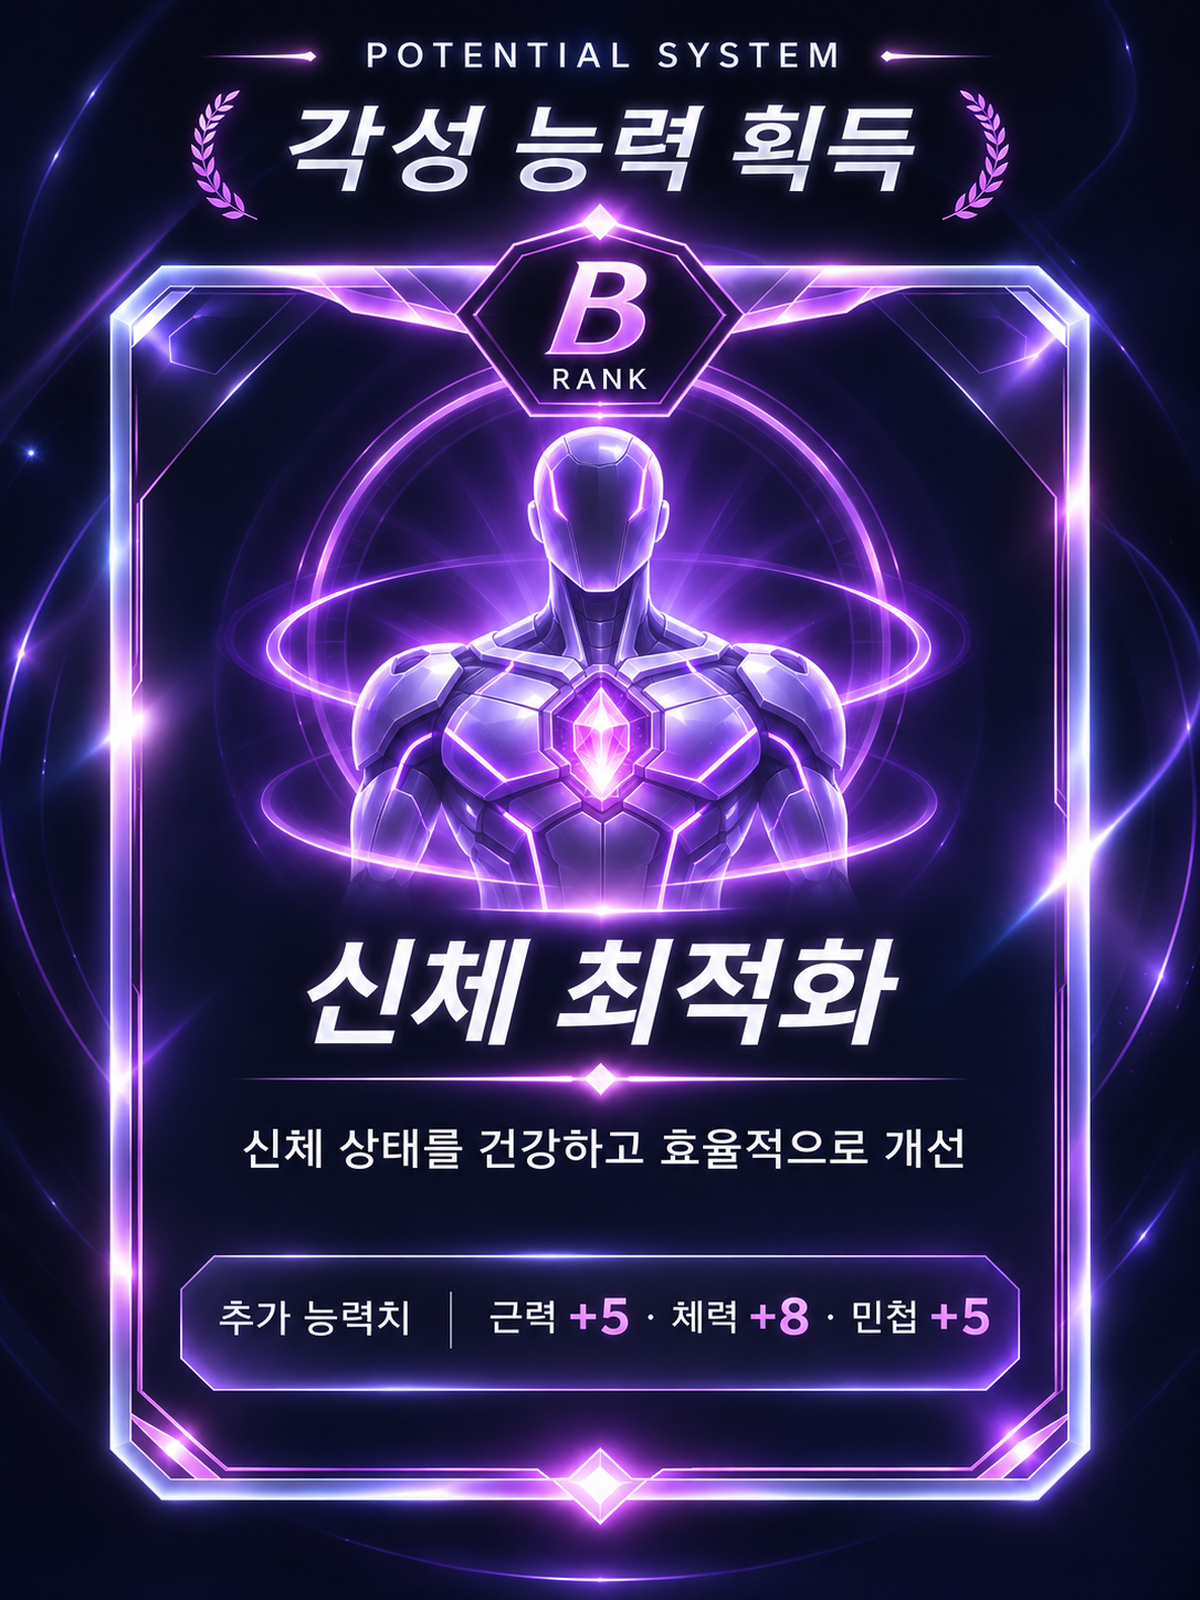 POTENTIAL SYSTEM
각성 능력 획득
B
RANK
신체 최적화
신체 상태를 건강하고 효율적으로 개선
추가 능력치 | 근력 +5 · 체력 +8 · 민첩 +5